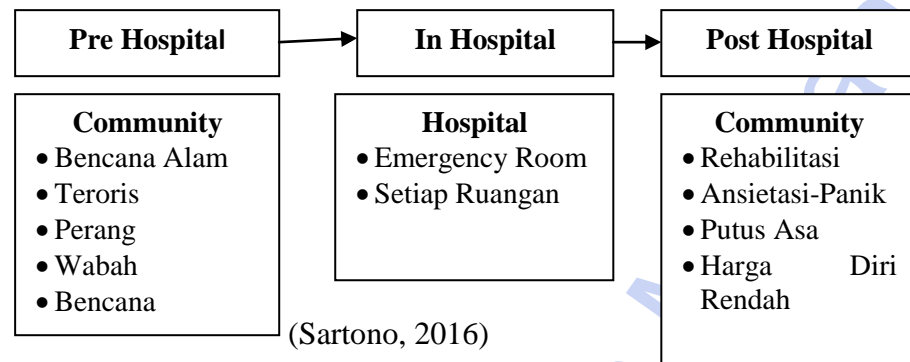 Pre Hospital
In Hospital
Post Hospital
Community
• Bencana Alam
• Teroris
• Perang
• Wabah
• Bencana
Hospital
• Emergency Room
• Setiap Ruangan
Community
• Rehabilitasi
• Ansietasi-Panik
• Putus Asa
• Harga Diri
Rendah
(Sartono, 2016)